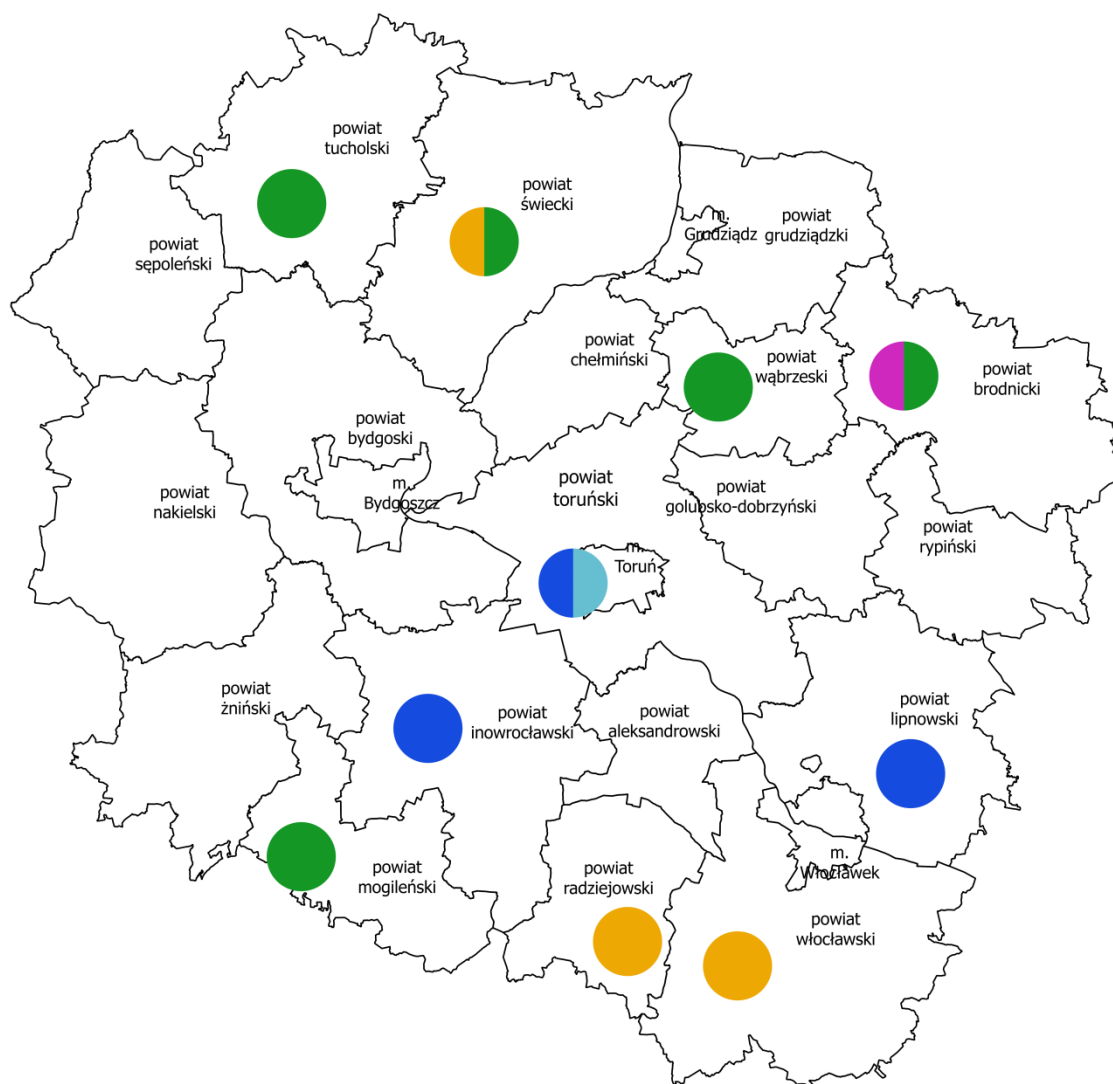 powiat
tucholski
powiat
świecki
m.
Grudziądz
powiat
grudziądzki
powiat
sępoleński
powiat
chełmiński
powiat
wąbrzeski
powiat
brodnicki
powiat
bydgoski
m.
Bydgoszcz
powiat
toruński
powiat
golubsko-dobrzyński
powiat
nakielski
powiat
rypiński
m.
Toruń
powiat
żniński
powiat
inowrocławski
powiat
aleksandrowski
powiat
lipnowski
powiat
mogileński
powiat
radziejowski
m.
Włocławek
powiat
włocławski